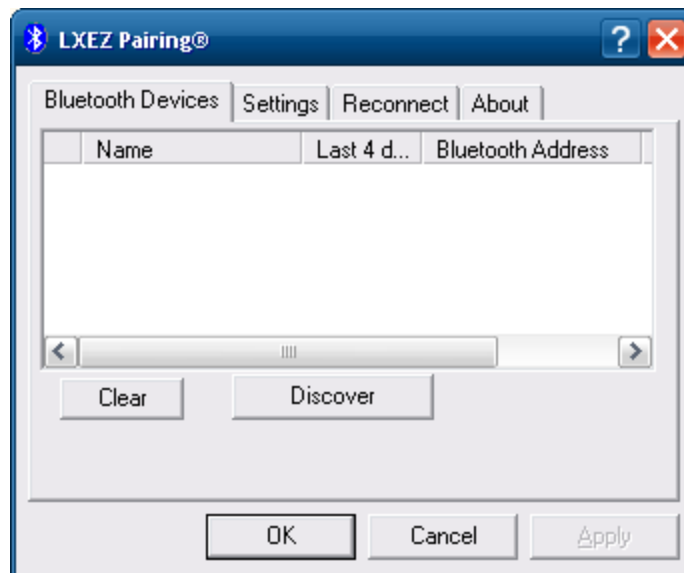 LXEZ Pairing®
Bluetooth Devices Settings Reconnect About
Name Last 4 d... Bluetooth Address
Clear Discover
OK Cancel Apply